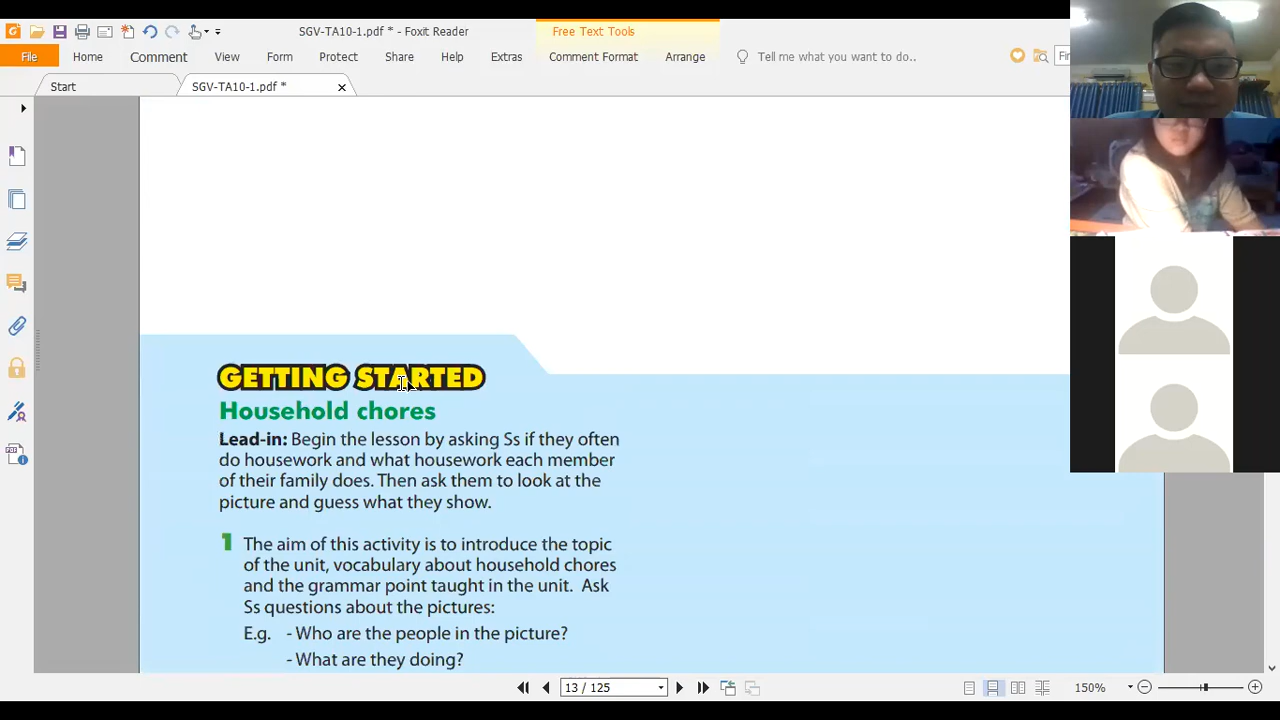 SGV-TA10-1.pdf * - Foxit Reader
Free Text Tools
File
Home
Comment
View
Form
Protect
Share
Help
Extras
Comment Format
Arrange
Tell me what you want to do..
Start
SGV-TA10-1.pdf *
GETTING STARTED
Household chores
Lead-in: Begin the lesson by asking Ss if they often
do housework and what housework each member
of their family does. Then ask them to look at the
picture and guess what they show.
1 The aim of this activity is to introduce the topic
of the unit, vocabulary about household chores
and the grammar point taught in the unit. Ask
Ss questions about the pictures:
E.g. - Who are the people in the picture?
- What are they doing?
13 / 125
150%